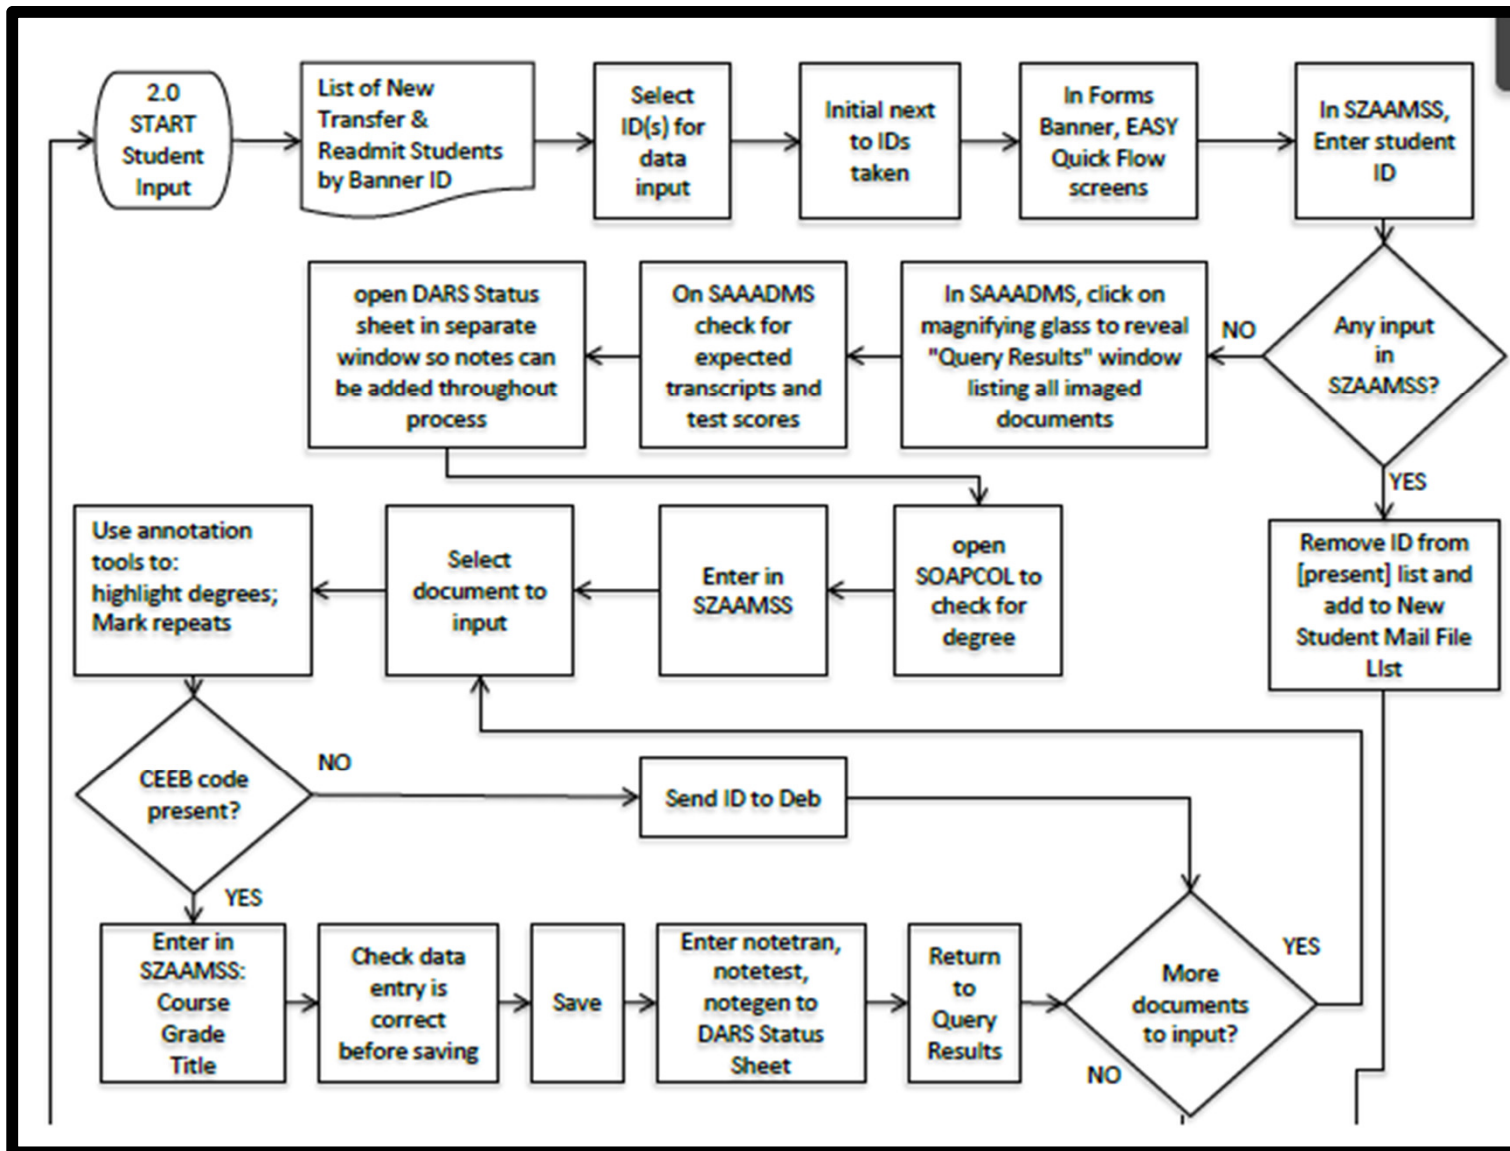 2.0
START
Student
Input
List of New
Transfer &
Readmit Students
by Banner ID
Select
ID(s) for
data
input
Initial next
to IDs
taken
In Forms
Banner, EASY
Quick Flow
screens
In SZAAMSS,
Enter student
ID
open DARS Status
sheet in separate
window so notes can
be added throughout
process
On SAAADMS
check for
expected
transcripts and
test scores
In SAAADMS, click on
magnifying glass to reveal
"Query Results" window
listing all imaged
documents
NO
Any input
in
SZAAMSS?
YES
Use annotation
tools to:
highlight degrees;
Mark repeats
Select
document to
input
Enter in
SZAAMSS
open
SOAPCOL to
check for
degree
Remove ID from
[present] list and
add to New
Student Mail File
LIst
CEEB code
present?
NO
Send ID to Deb
YES
Enter in
SZAAMSS:
Course
Grade
Title
Check data
entry is
correct
before saving
Save
Enter notetran,
notetest,
notegen to
DARS Status
Sheet
Return
to
Query
Results
More
documents
to input?
YES
NO